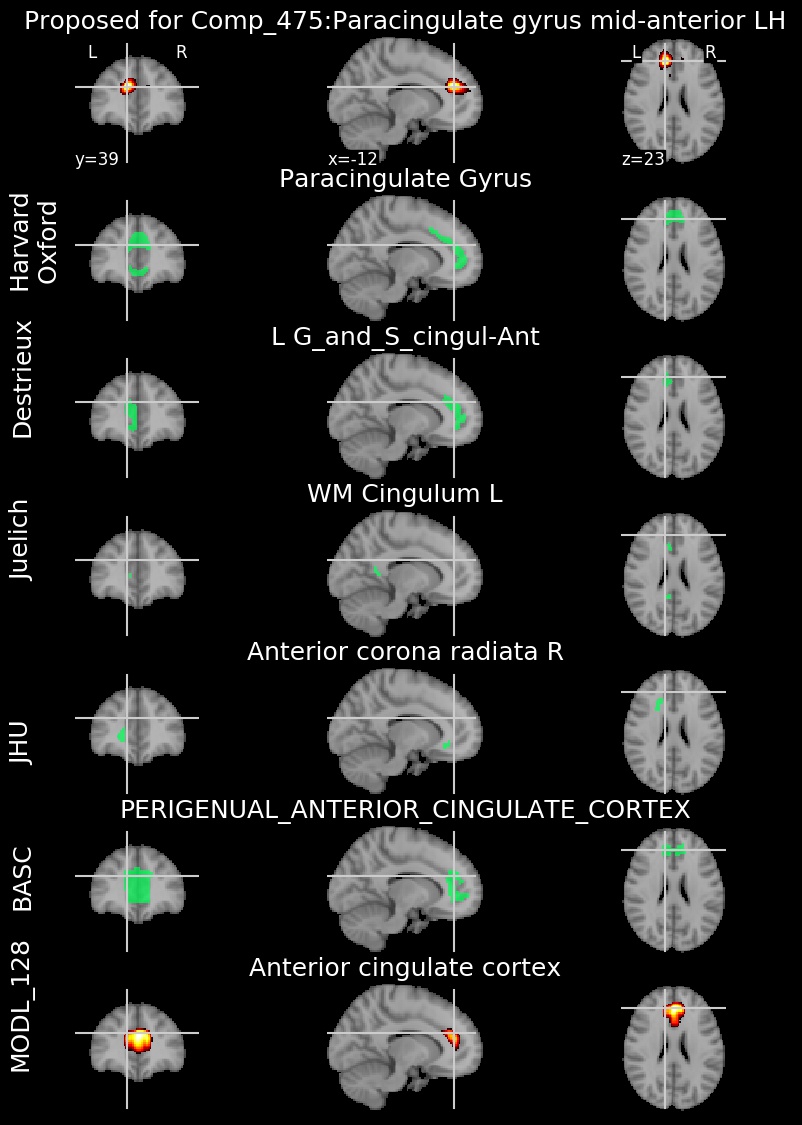 Proposed for Comp_475:Paracingulate gyrus mid-anterior LH
L R L R
y=39 x=-12 z=23
Paracingulate Gyrus
Harvard
Oxford
L G_and_S_cingul-Ant
Destrieux
WM Cingulum L
Juelich
Anterior corona radiata R
JHU
PERIGENUAL_ANTERIOR_CINGULATE_CORTEX
BASC
Anterior cingulate cortex
MODL_128